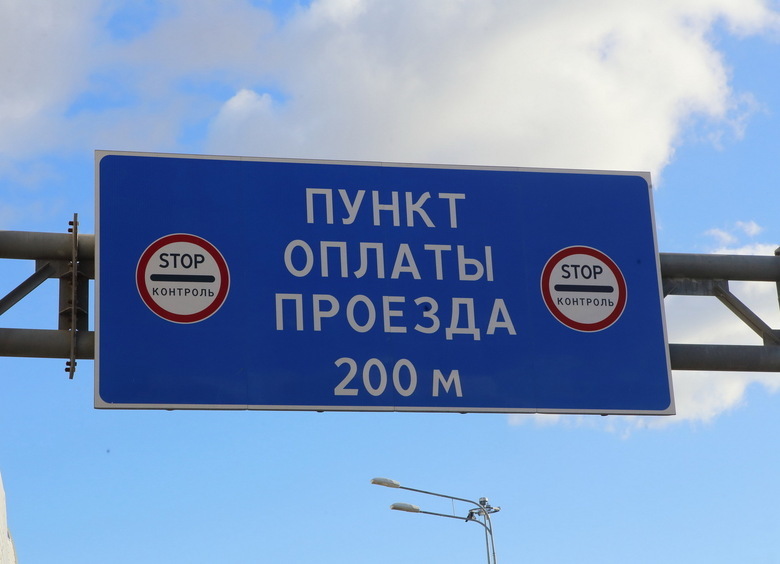 ПУНКТ
ОПЛАТЫ
ПРОЕЗДА
200 м
STOP
КОНТРОЛЬ
STOP
КОНТРОЛЬ